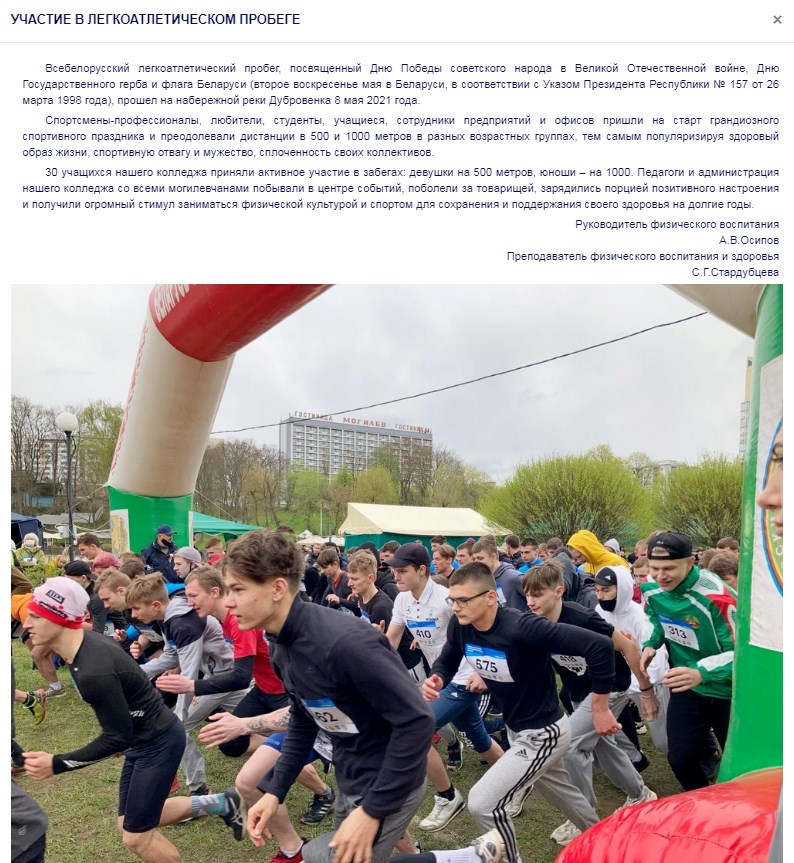 УЧАСТИЕ В ЛЕГКОАТЛЕТИЧЕСКОМ ПРОБЕГЕ
×
Всебелорусский легкоатлетический пробег, посвященный Дню Победы советского народа в Великой Отечественной войне, Дню
Государственного герба и флага Беларуси (второе воскресенье мая в Беларуси, в соответствии с Указом Президента Республики № 157 от 26
марта 1998 года), прошел на набережной реки Дубровенка 8 мая 2021 года.
Спортсмены-профессионалы, любители, студенты, учащиеся, сотрудники предприятий и офисов пришли на старт грандиозного
спортивного праздника и преодолевали дистанции в 500 и 1000 метров в разных возрастных группах, тем самым популяризируя здоровый
образ жизни, спортивную отвагу и мужество, сплоченность своих коллективов.
30 учащихся нашего колледжа приняли активное участие в забегах: девушки на 500 метров, юноши – на 1000. Педагоги и администрация
нашего колледжа со всеми могилевчанами побывали в центре событий, поболели за товарищей, зарядились порцией позитивного настроения
и получили огромный стимул заниматься физической культурой и спортом для сохранения и поддержания своего здоровья на долгие годы.
Руководитель физического воспитания
А.В.Осипов
Преподаватель физического воспитания и здоровья
С.Г.Стардубцева
ГОСТИНИЦА МОГИЛЕВ ГОСТИНИЦА
410
575
418
313
62